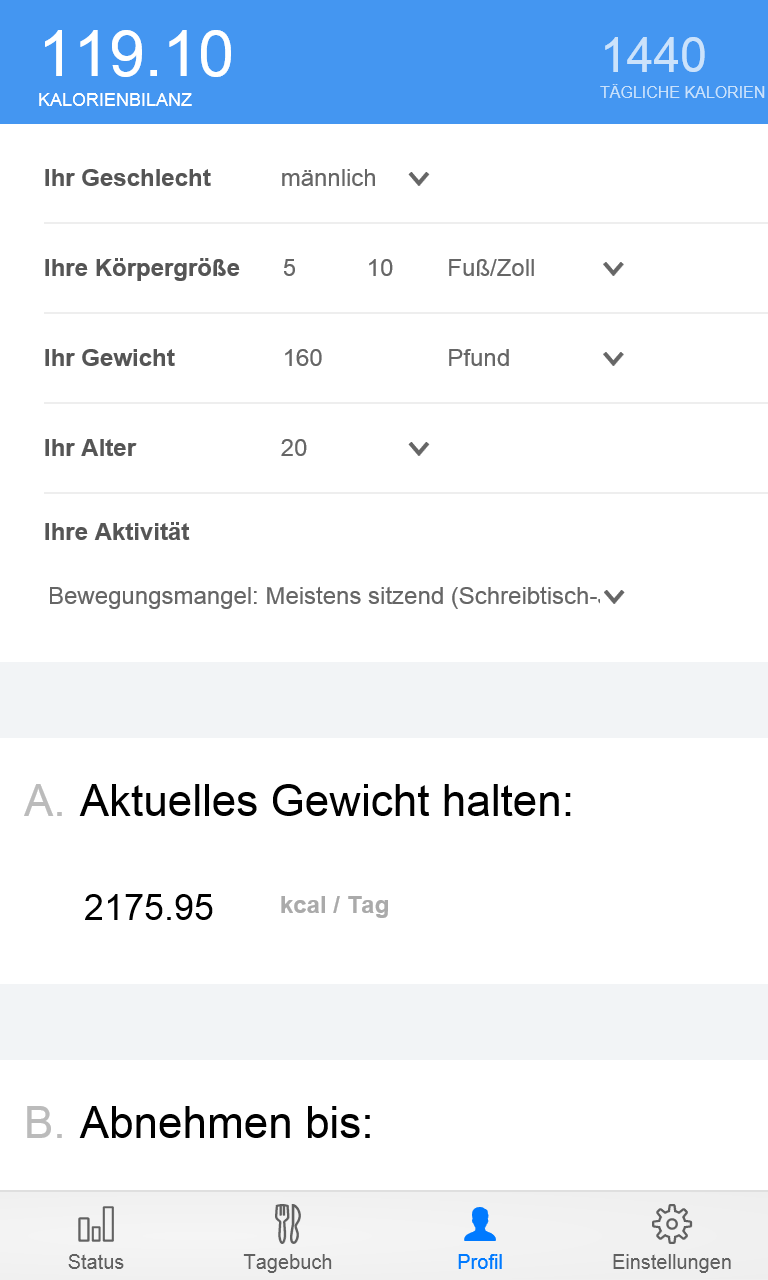 119.10
KALORIENBILANZ
1440
TÄGLICHE KALORIEN
Ihr Geschlecht männlich
Ihre Körpergröße 5 10 Fuß/Zoll
Ihr Gewicht 160 Pfund
Ihr Alter 20
Ihre Aktivität
Bewegungsmangel: Meistens sitzend (Schreibtisch-
A. Aktuelles Gewicht halten:
2175.95 kcal / Tag
B. Abnehmen bis:
Status Tagebuch Profil Einstellungen